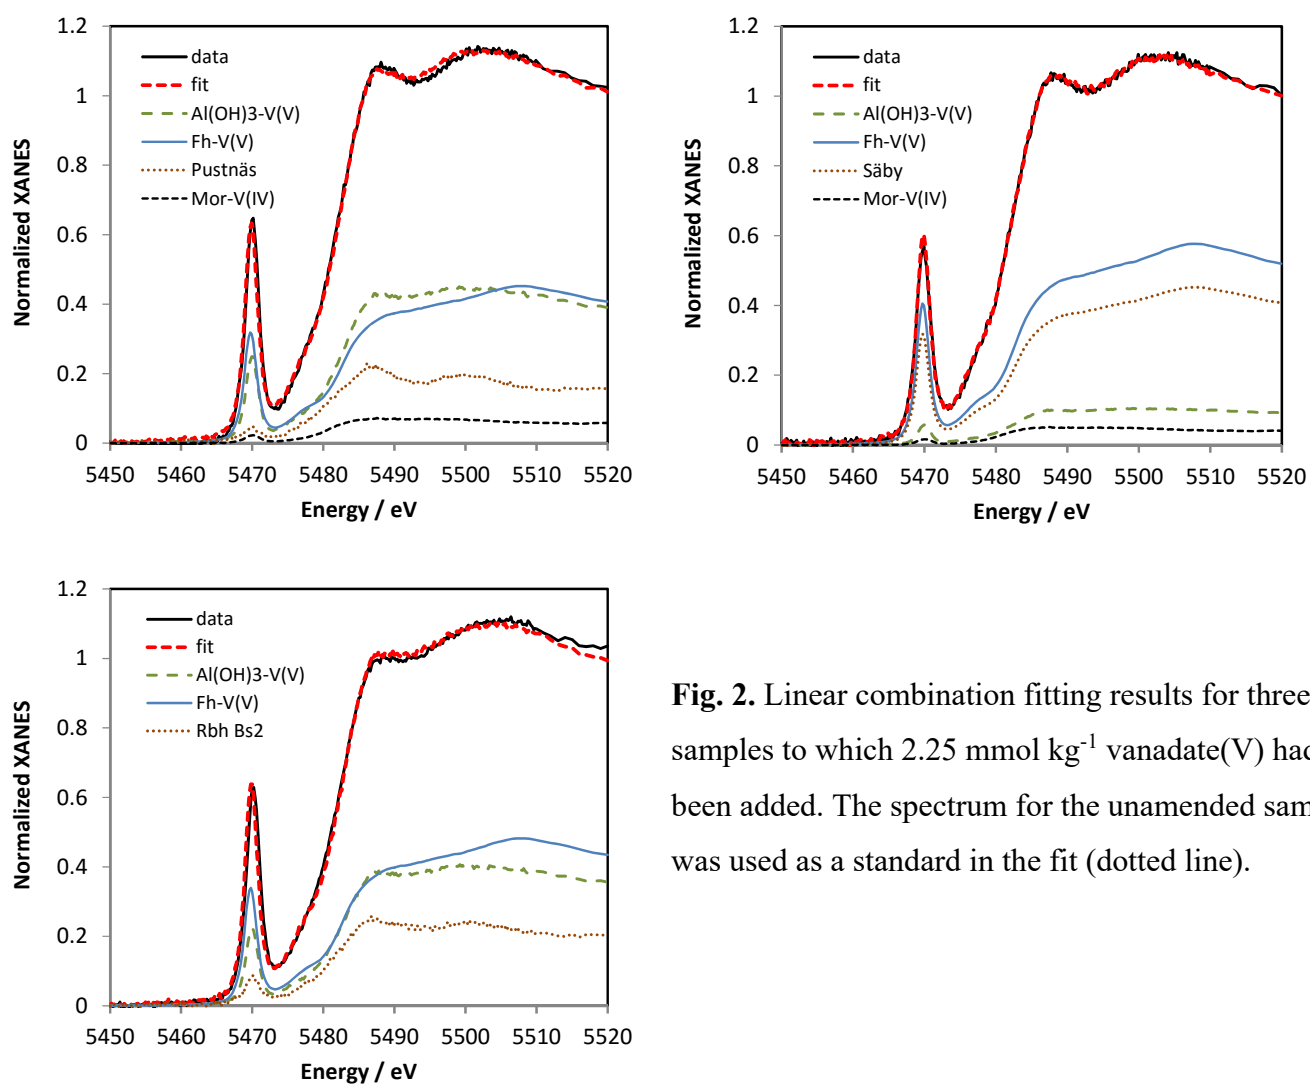 1.2
1
0.8
0.6
0.4
0.2
0
Normalized XANES
data
fit
Al(OH)3-V(V)
Fh-V(V)
Pustnäs
Mor-V(IV)
5450 5460 5470 5480 5490 5500 5510 5520
Energy / eV
1.2
1
0.8
0.6
0.4
0.2
0
Normalized XANES
data
fit
Al(OH)3-V(V)
Fh-V(V)
Säby
Mor-V(IV)
5450 5460 5470 5480 5490 5500 5510 5520
Energy / eV
1.2
1
0.8
0.6
0.4
0.2
0
Normalized XANES
data
fit
Al(OH)3-V(V)
Fh-V(V)
Rbh Bs2
5450 5460 5470 5480 5490 5500 5510 5520
Energy / eV
Fig. 2. Linear combination fitting results for three
samples to which 2.25 mmol kg-1 vanadate(V)
been added. The spectrum for the unamended
was used as a standard in the fit (dotted line).